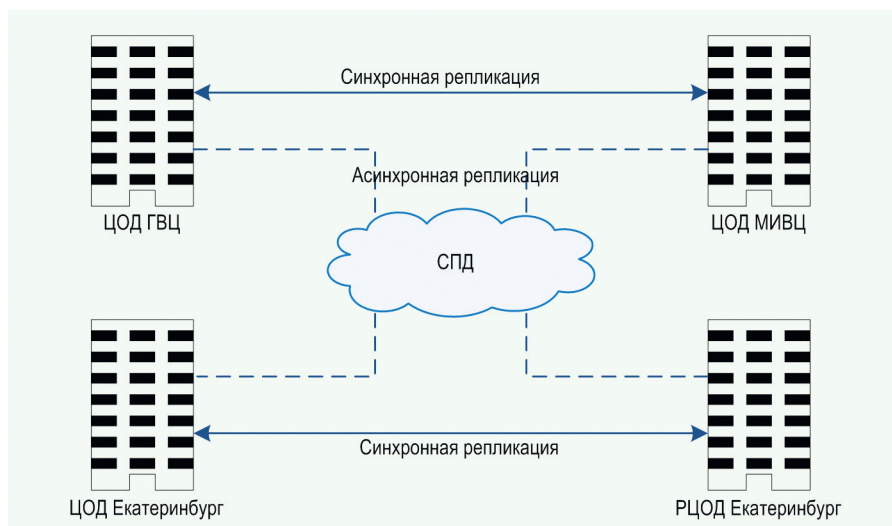 Синхронная репликация
Асинхронная репликация
ЦОД ГВЦ
ЦОД МИВЦ
СПД
Синхронная репликация
ЦОД Екатеринбург
РЦОД Екатеринбург